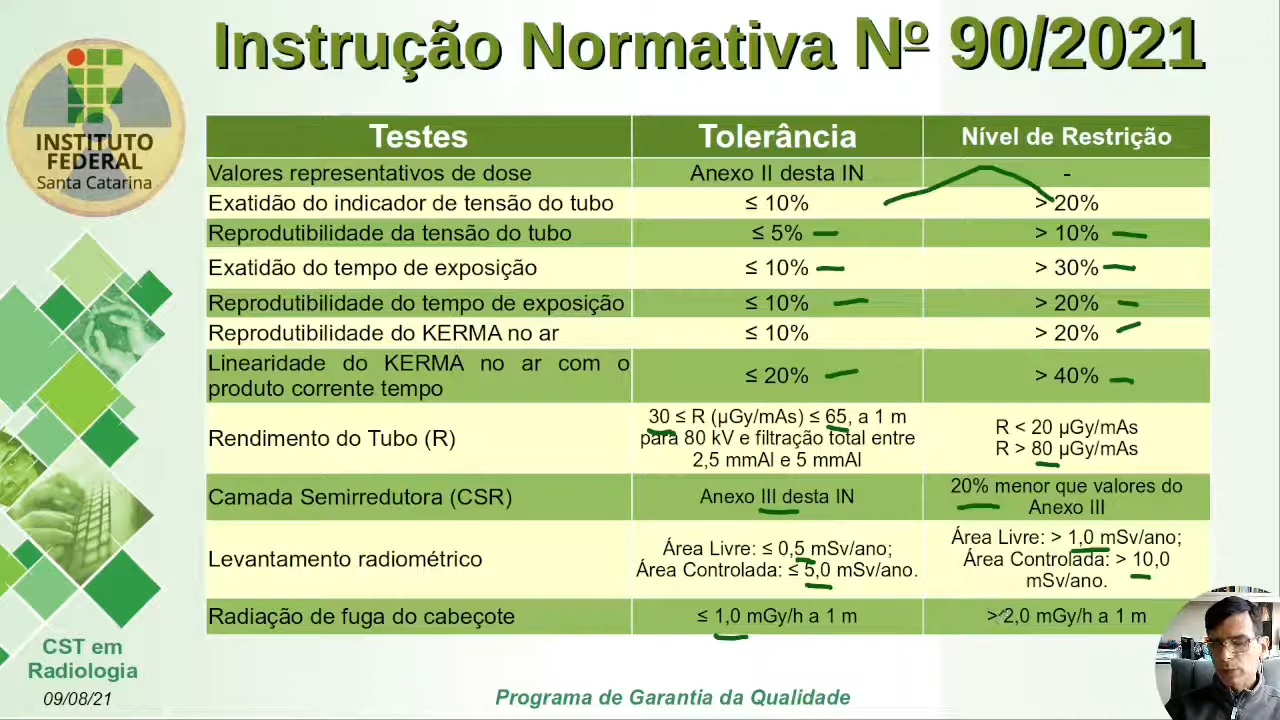 Instrução Normativa Nº 90/2021
INSTITUTO
FEDERAL
Santa Catarina
Testes Tolerância Nível de Restrição
Valores representativos de dose Anexo II desta IN -
Exatidão do indicador de tensão do tubo ≤ 10% > 20%
Reprodutibilidade da tensão do tubo ≤ 5% > 10%
Exatidão do tempo de exposição ≤ 10% > 30%
Reprodutibilidade do tempo de exposição ≤ 10% > 20%
Reprodutibilidade do KERMA no ar ≤ 10% > 20%
Linearidade do KERMA no ar com o
produto corrente tempo
≤ 20% > 40%
Rendimento do Tubo (R)
30 ≤ R (µGy/mAs) ≤ 65, a 1 m
para 80 kV e filtração total entre
2,5 mmAl e 5 mmAl
R < 20 µGy/mAs
R > 80 µGy/mAs
Camada Semirredutora (CSR) Anexo III desta IN
20% menor que valores do
Anexo III
Levantamento radiométrico
Área Livre: ≤ 0,5 mSv/ano;
Área Controlada: ≤ 5,0 mSv/ano.
Área Livre: > 1,0 mSv/ano;
Área Controlada: > 10,0
mSv/ano.
Radiação de fuga do cabeçote ≤ 1,0 mGy/h a 1 m > 2,0 mGy/h a 1 m
CST em
Radiologia
09/08/21
Programa de Garantia da Qualidade